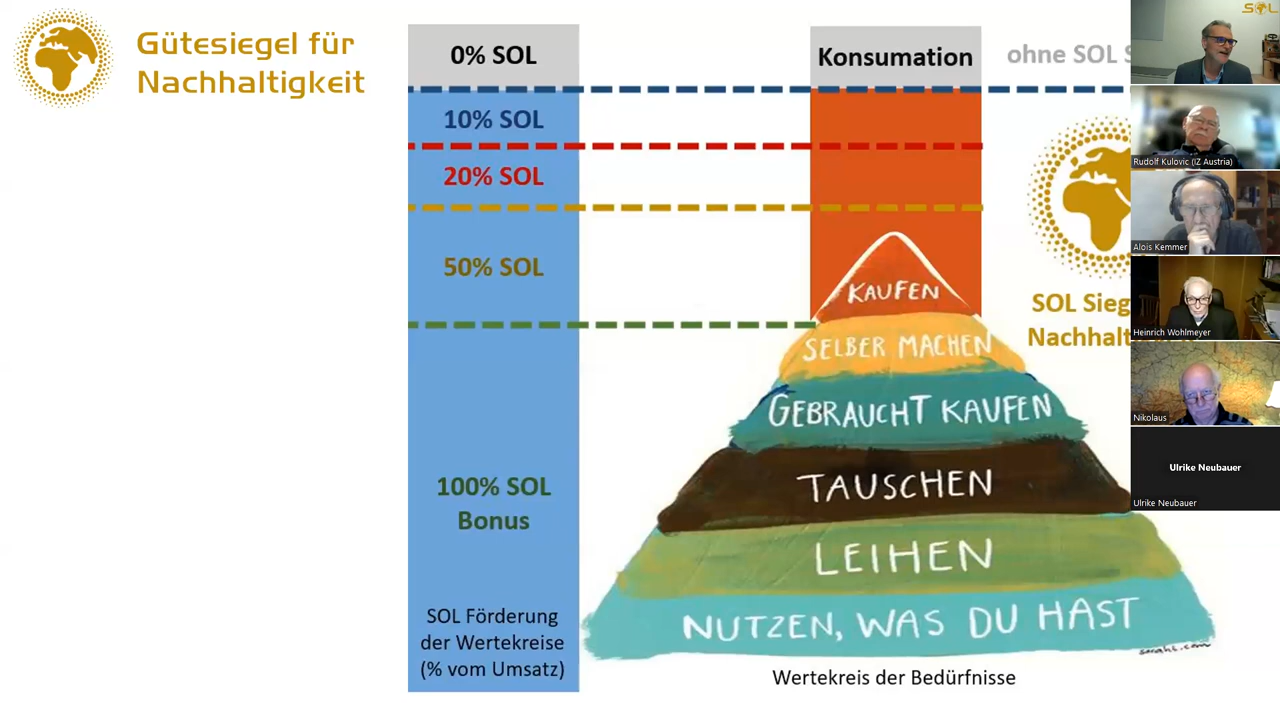 Gütesiegel für
Nachhaltigkeit
0% SOL
10% SOL
20% SOL
50% SOL
100% SOL
Bonus
SOL Förderung
der Wertekreise
(% vom Umsatz)
Konsumation
ohne SOL
KAUFEN
SELBER MACHEN
GEBRAUCHT KAUFEN
TAUSCHEN
LEIHEN
NUTZEN, WAS DU HAST
Wertekreis der Bedürfnisse
SOL Sieg
Nachhalt
SOL
Rudolf Kulovic (IZ Austria)
Alois Kemmer
Heinrich Wohlmeyer
Nikolaus
Ulrike Neubauer
Ulrike Neubauer